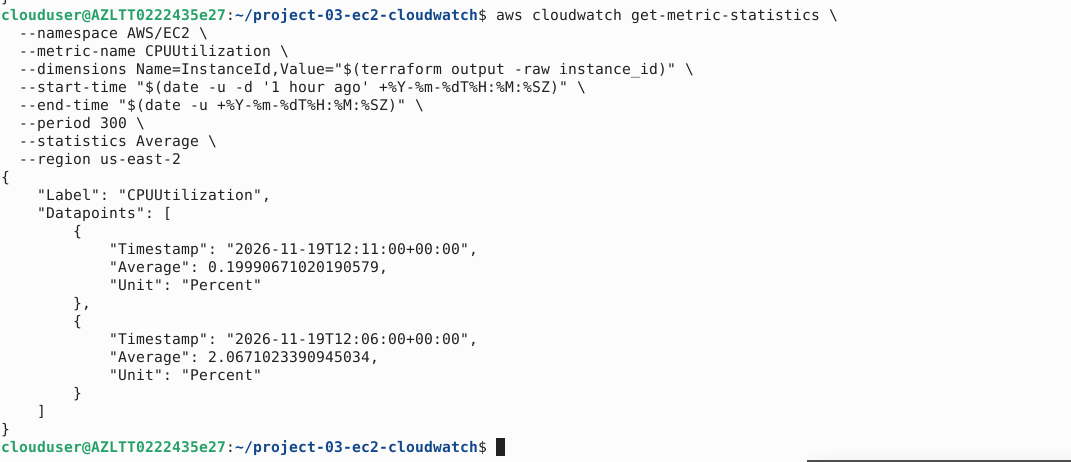 }
clouduser@AZLTT0222435e27:~/project-03-ec2-cloudwatch$ aws cloudwatch get-metric-statistics \
  --namespace AWS/EC2 \
  --metric-name CPUUtilization \
  --dimensions Name=InstanceId,Value="$(terraform output -raw instance_id)" \
  --start-time "$(date -u -d '1 hour ago' +%Y-%m-%dT%H:%M:%SZ)" \
  --end-time "$(date -u +%Y-%m-%dT%H:%M:%SZ)" \
  --period 300 \
  --statistics Average \
  --region us-east-2
{
    "Label": "CPUUtilization",
    "Datapoints": [
        {
            "Timestamp": "2026-11-19T12:11:00+00:00",
            "Average": 0.19990671020190579,
            "Unit": "Percent"
        },
        {
            "Timestamp": "2026-11-19T12:06:00+00:00",
            "Average": 2.0671023390945034,
            "Unit": "Percent"
        }
    ]
}
clouduser@AZLTT0222435e27:~/project-03-ec2-cloudwatch$